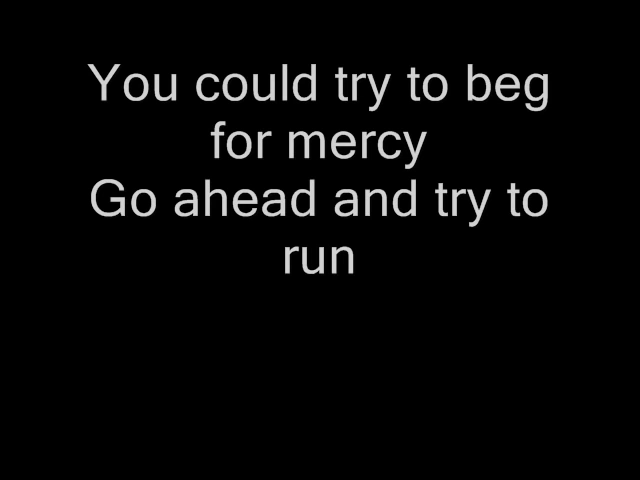 You could try to beg
for mercy
Go ahead and try to
run